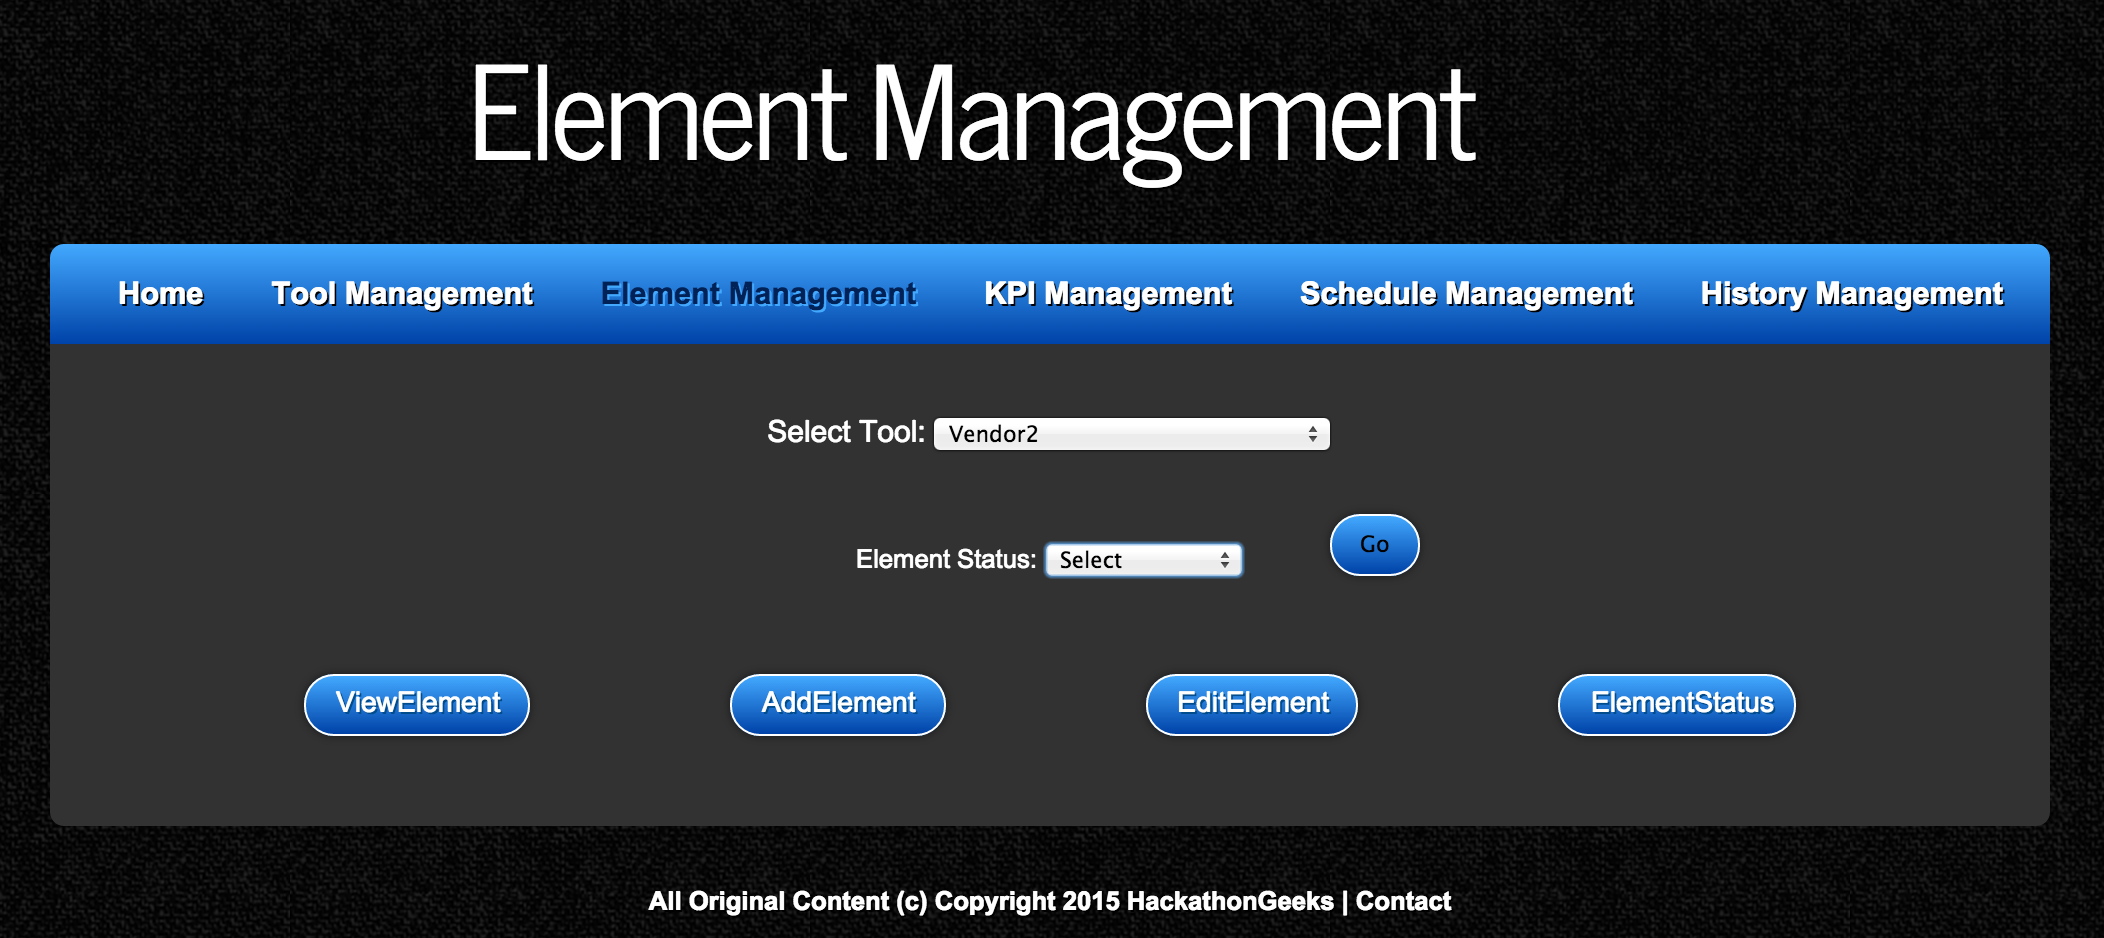 Element Management
Home Tool Management Element Management KPI Management Schedule Management History Management
Select Tool: Vendor2
Element Status: Select Go
ViewElement AddElement EditElement ElementStatus
All Original Content (c) Copyright 2015 HackathonGeeks | Contact